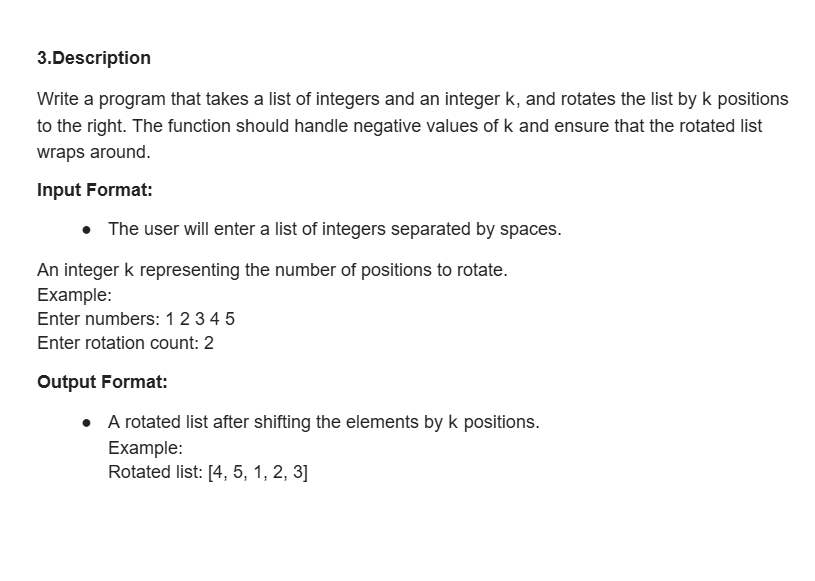 3.Description
Write a program that takes a list of integers and an integer k, and rotates the list by k positions
to the right. The function should handle negative values of k and ensure that the rotated list
wraps around.
Input Format:
● The user will enter a list of integers separated by spaces.
An integer k representing the number of positions to rotate.
Example:
Enter numbers: 1 2 3 4 5
Enter rotation count: 2
Output Format:
● A rotated list after shifting the elements by k positions.
Example:
Rotated list: [4, 5, 1, 2, 3]